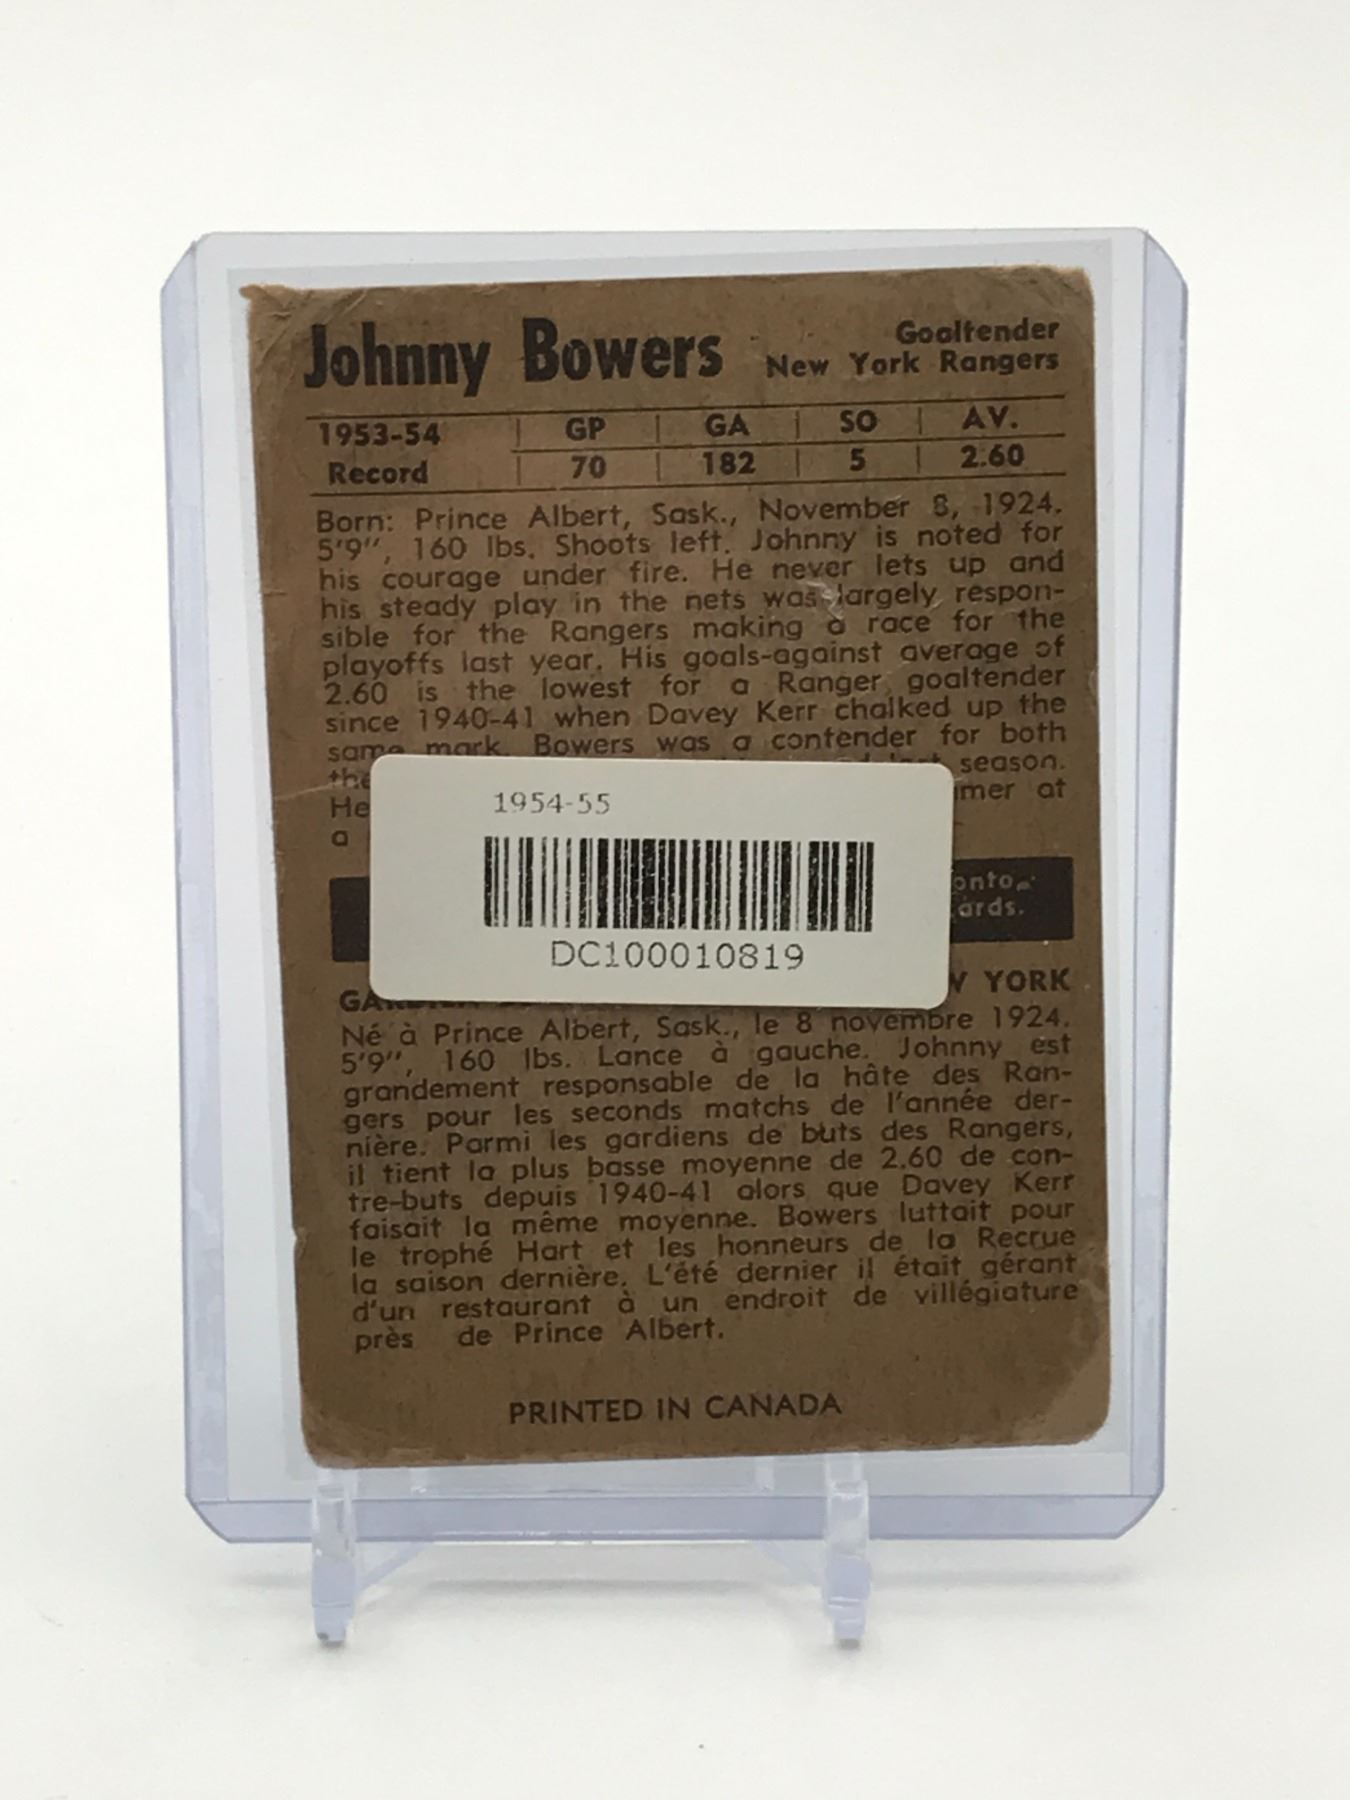 Johnny Bowers
Goaltender
New York Rangers
1953-54 GP GA SO AV.
Record 70 182 5 2.60
Born: Prince Albert, Sask., November 8, 1924.
5'9", 160 lbs. Shoots left. Johnny is noted for
his courage under fire. He never lets up and
his steady play in the nets was largely respon-
sible for the Rangers making a race for the
playoffs last year. His goals-against average of
2.60 is the lowest for a Ranger goaltender
since 1940-41 when Davey Kerr chalked up the
same mark. Bowers was a contender for both
the season.
He mer at
a
1954-55
DC100010819
onto
ards.
YORK
Né à Prince Albert, Sask., le 8 novembre 1924.
5'9", 160 lbs. Lance à gauche. Johnny est
grandement responsable de la hâte des Ran-
gers pour les seconds matchs de l'année der-
nière. Parmi les gardiens de buts des Rangers,
il tient la plus basse moyenne de 2.60 de con-
tre-buts depuis 1940-41 alors que Davey Kerr
faisait la même moyenne. Bowers luttait pour
le trophé Hart et les honneurs de la Recrue
la saison dernière. L'été dernier il était gérant
d'un restaurant à un endroit de villégiature
près de Prince Albert.
PRINTED IN CANADA